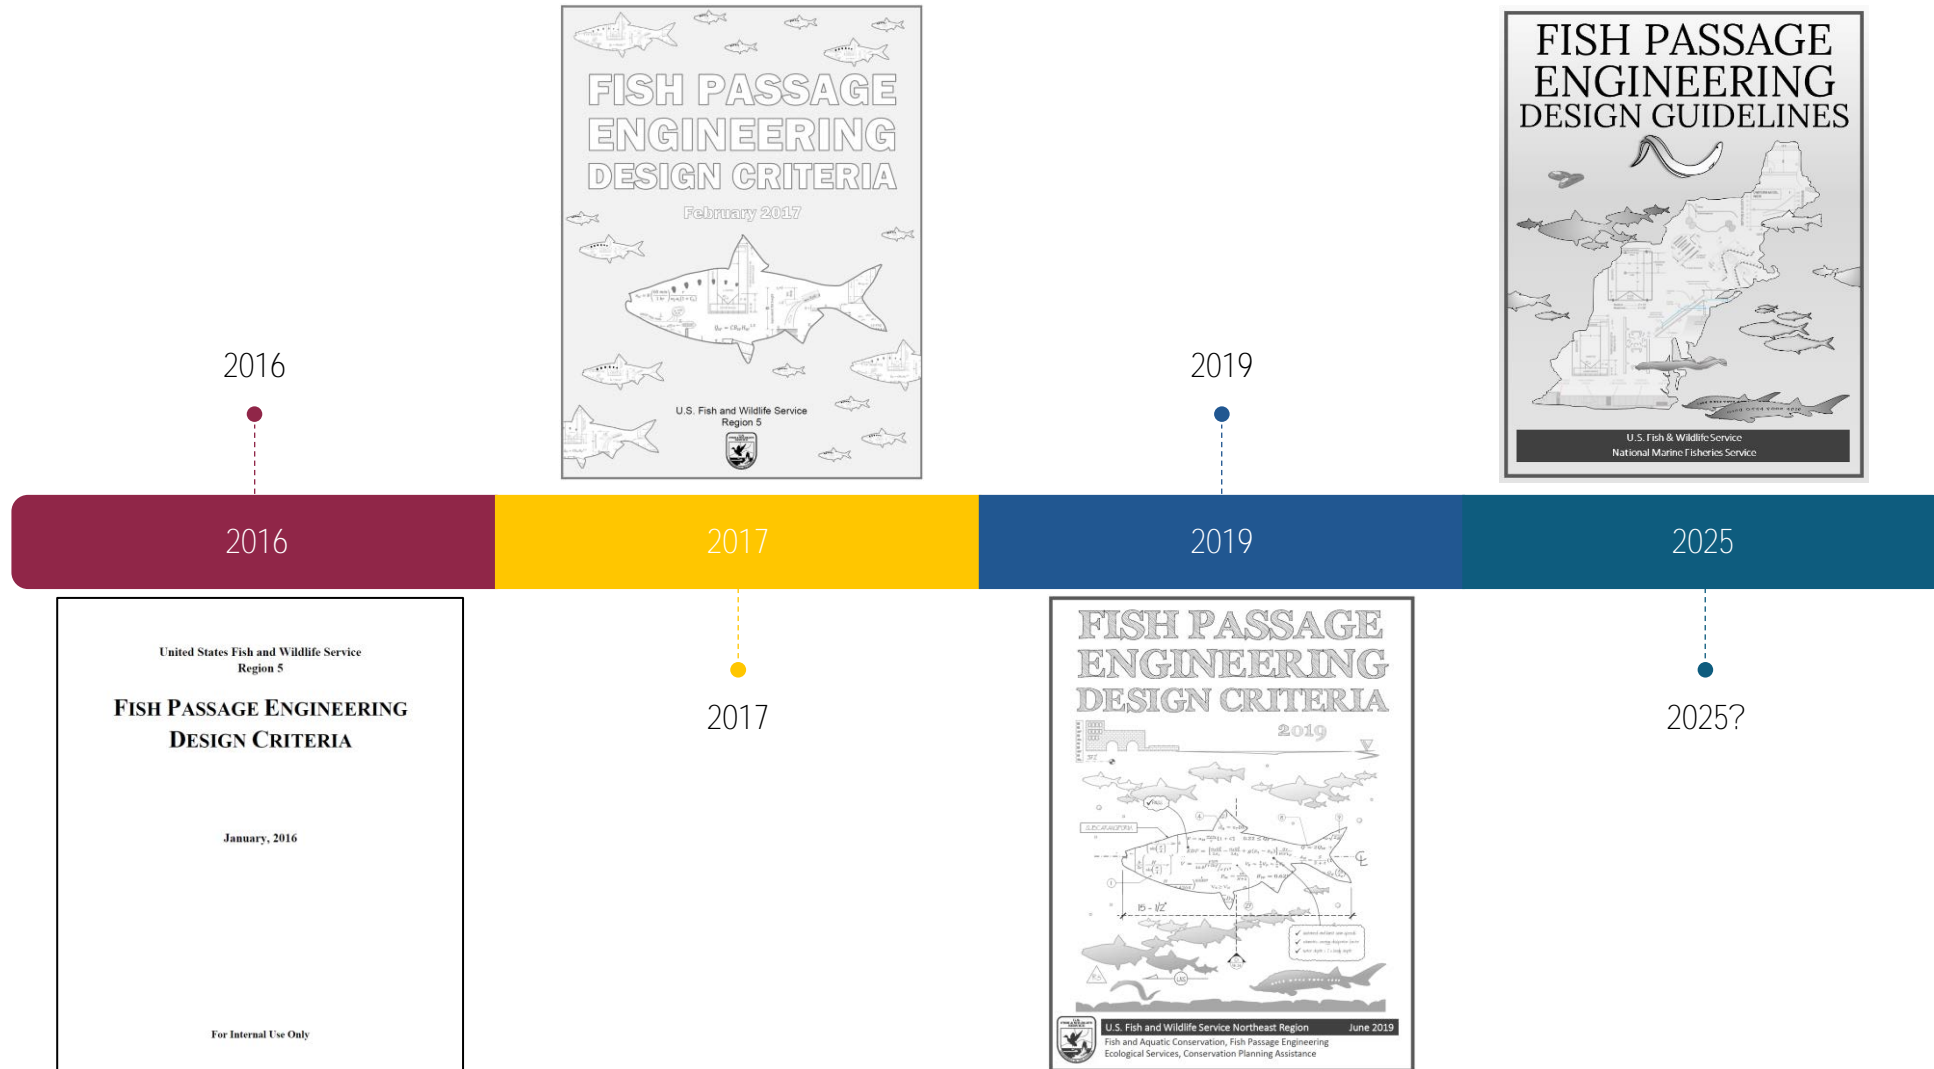 FISH PASSAGE
ENGINEERING
DESIGN CRITERIA
February 2017
U.S. Fish and Wildlife Service
Region 5
FISH PASSAGE
ENGINEERING
DESIGN GUIDELINES
U.S. Fish & Wildlife Service
National Marine Fisheries Service
2016
2019
2016
2017
2019
2025
United States Fish and Wildlife Service
Region 5
FISH PASSAGE ENGINEERING
DESIGN CRITERIA
January, 2016
For Internal Use Only
2017
FISH PASSAGE
ENGINEERING
DESIGN CRITERIA
2019
SUBCARANGIFORM
15 - 1/2"
U.S. Fish and Wildlife Service Northeast Region June 2019
Fish and Aquatic Conservation, Fish Passage Engineering
Ecological Services, Conservation Planning Assistance
2025?